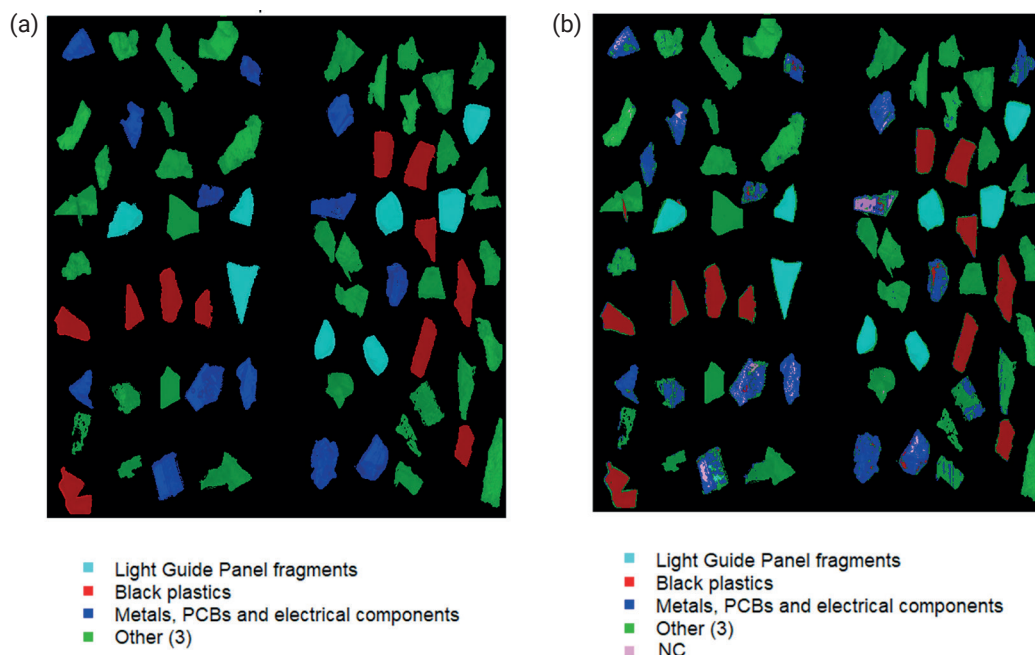 (a)
(b)
Light Guide Panel fragments
Black plastics
Metals, PCBs and electrical components
Other (3)
Light Guide Panel fragments
Black plastics
Metals, PCBs and electrical components
Other (3)
NC